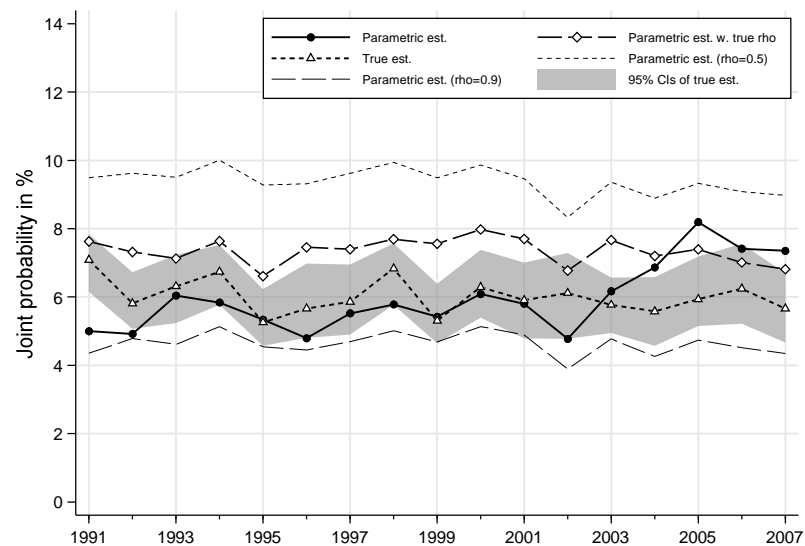 Parametric est.
Parametric est. w. true rho
True est.
Parametric est. (rho=0.5)
Parametric est. (rho=0.9)
95% CIs of true est.
Joint probability in %
14
12
10
8
6
4
2
0
1991 1993 1995 1997 1999 2001 2003 2005 2007